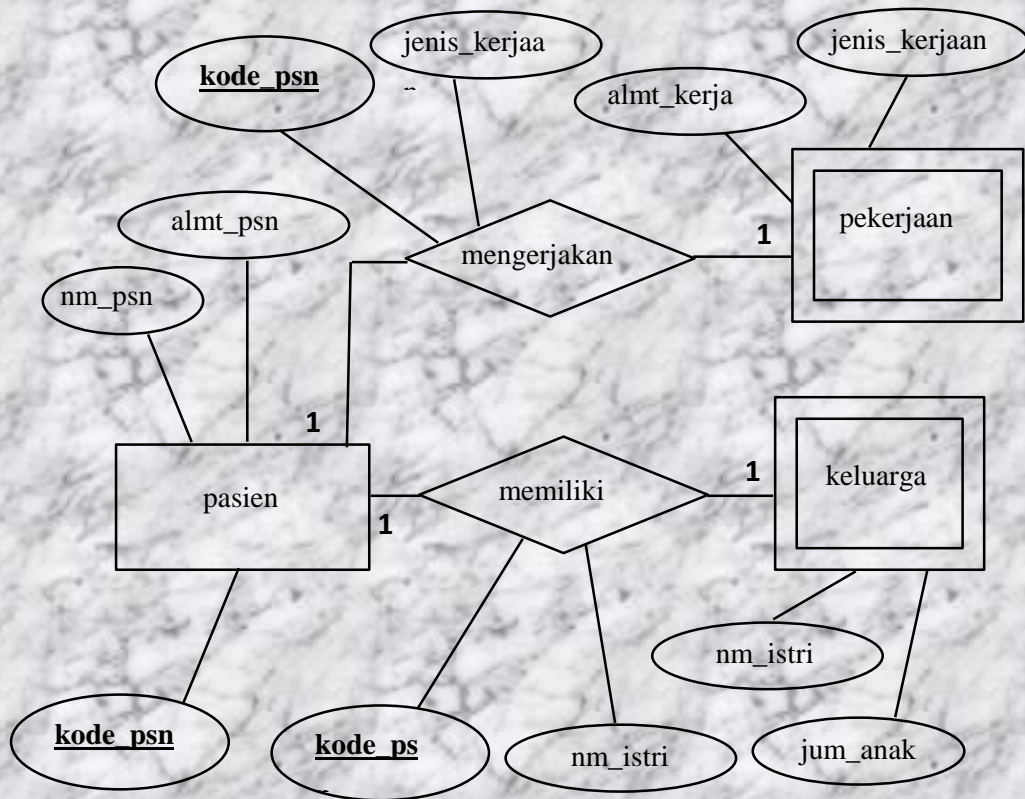 jenis_kerjaa
jenis_kerjaan
kode_psn
almt_kerja
almt_psn
pekerjaan
1
mengerjakan
nm_psn
1
1
keluarga
memiliki
pasien
1
nm_istri
kode_psn
kode_ps
nm_istri
jum_anak